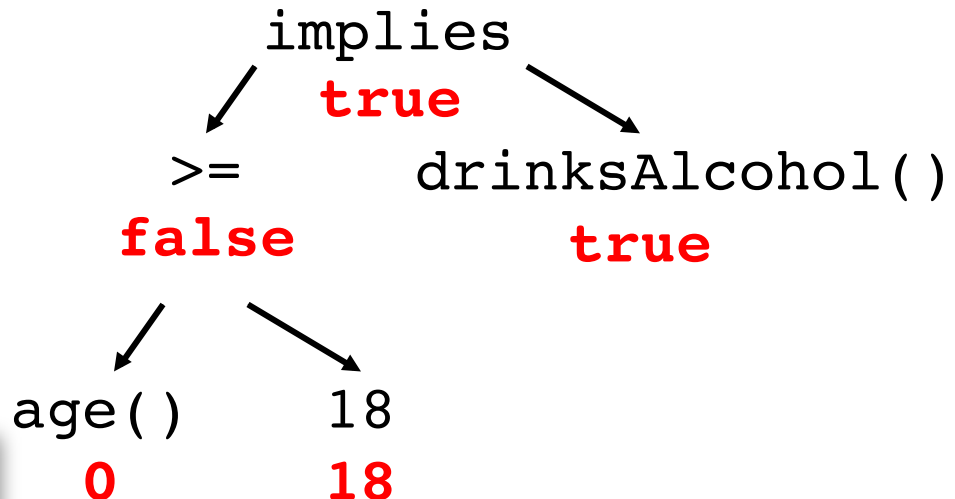 implies
true
>= drinksAlcohol()
false true
age() 18
0 18